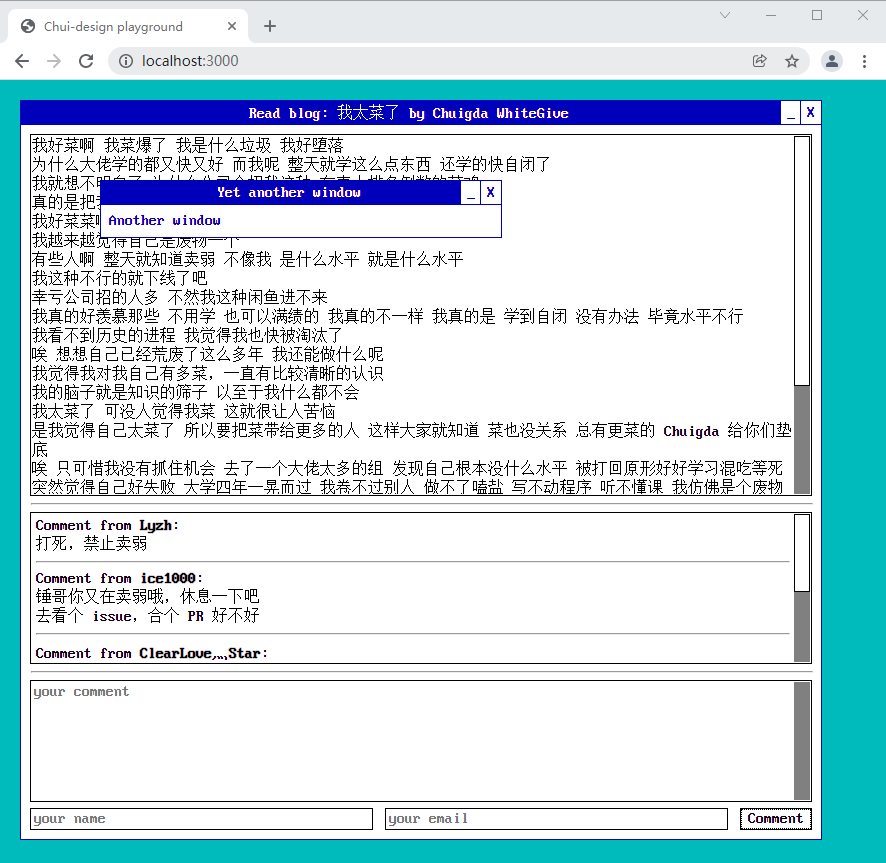 Chui-design playground
localhost:3000
Read blog: 我太菜了 by Chuigda WhiteGive
_ X
我好菜啊 我菜爆了 我是什么垃圾 我好堕落
为什么大佬学的都又快又好 而我呢 整天就学这么点东西 还学的快自闭了
我就想不
Yet another window
_ X
真的是把
Another window
我好菜菜
我越来越觉得自己是废物一个
有些人啊 整天就知道卖弱 不像我 是什么水平 就是什么水平
我这种不行的就下线了吧
幸亏公司招的人多 不然我这种闲鱼进不来
我真的好羡慕那些 不用学 也可以满绩的 我真的不一样 我真的是 学到自闭 没有办法 毕竟水平不行
我看不到历史的进程 我觉得我也快被淘汰了
唉 想想自己已经荒废了这么多年 我还能做什么呢
我觉得我对我自己有多菜，一直有比较清晰的认识
我的脑子就是知识的筛子 以至于我什么都不会
我太菜了 可没人觉得我菜 这就很让人苦恼
是我觉得自己太菜了 所以要把菜带给更多的人 这样大家就知道 菜也没关系 总有更菜的 Chuigda 给你们垫
底
唉 只可惜我没有抓住机会 去了一个大佬太多的组 发现自己根本没什么水平 被打回原形好好学习混吃等死
突然觉得自己好失败 大学四年一晃而过 我卷不过别人 做不了嗑盐 写不动程序 听不懂课 我仿佛是个废物
Comment from Lyzh:
打死，禁止卖弱
Comment from ice1000:
锤哥你又在卖弱哦，休息一下吧
去看个 issue，合个 PR 好不好
Comment from ClearLove,,,,Star:
your comment
your name
your email
Comment